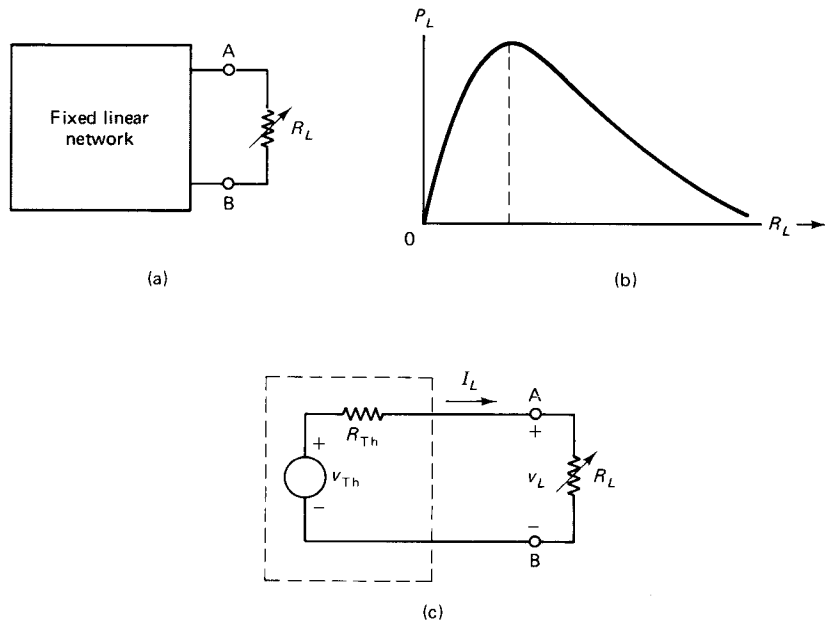 A
Fixed linear
network
R_L
B
(a)
P_L
0
R_L
(b)
I_L
A
R_Th
+
+
v_Th
v_L
R_L
−
−
B
(c)